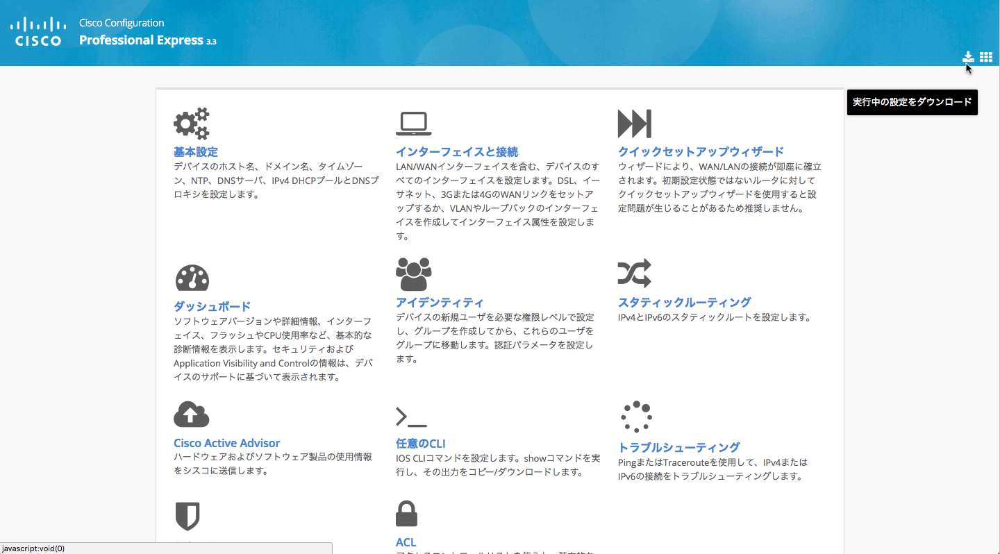 CISCO
Cisco Configuration
Professional Express 3.3
実行中の設定をダウンロード
基本設定
デバイスのホスト名、ドメイン名、タイムゾー
ン、NTP、DNSサーバ、IPv4 DHCPプールとDNSプ
ロキシを設定します。
インターフェイスと接続
LAN/WANインターフェイスを含む、デバイスのす
べてのインターフェイスを設定します。DSL、イー
サネット、3Gまたは4GのWANリンクをセットア
ップするか、VLANやループバックのインターフェ
イスを作成してインターフェイス属性を設定しま
す。
クイックセットアップウィザード
ウィザードにより、WAN/LANの接続が即座に確立
されます。初期設定状態ではないルータに対して
クイックセットアップウィザードを使用すると設
定問題が生じることがあるため推奨しません。
ダッシュボード
ソフトウェアバージョンや詳細情報、インターフ
ェイス、フラッシュやCPU使用率など、基本的な
診断情報を表示します。セキュリティおよび
Application Visibility and Controlの情報は、デバ
イスのサポートに基づいて表示されます。
アイデンティティ
デバイスの新規ユーザを必要な権限レベルで設定
し、グループを作成してから、これらのユーザを
グループに移動します。認証パラメータを設定し
ます。
スタティックルーティング
IPv4とIPv6のスタティックルートを設定します。
Cisco Active Advisor
ハードウェアおよびソフトウェア製品の使用情報
をシスコに送信します。
任意のCLI
IOS CLIコマンドを設定します。showコマンドを実
行し、その出力をコピー/ダウンロードします。
トラブルシューティング
PingまたはTracerouteを使用して、IPv4または
IPv6の接続をトラブルシューティングします。
ACL
javascript:void(0)